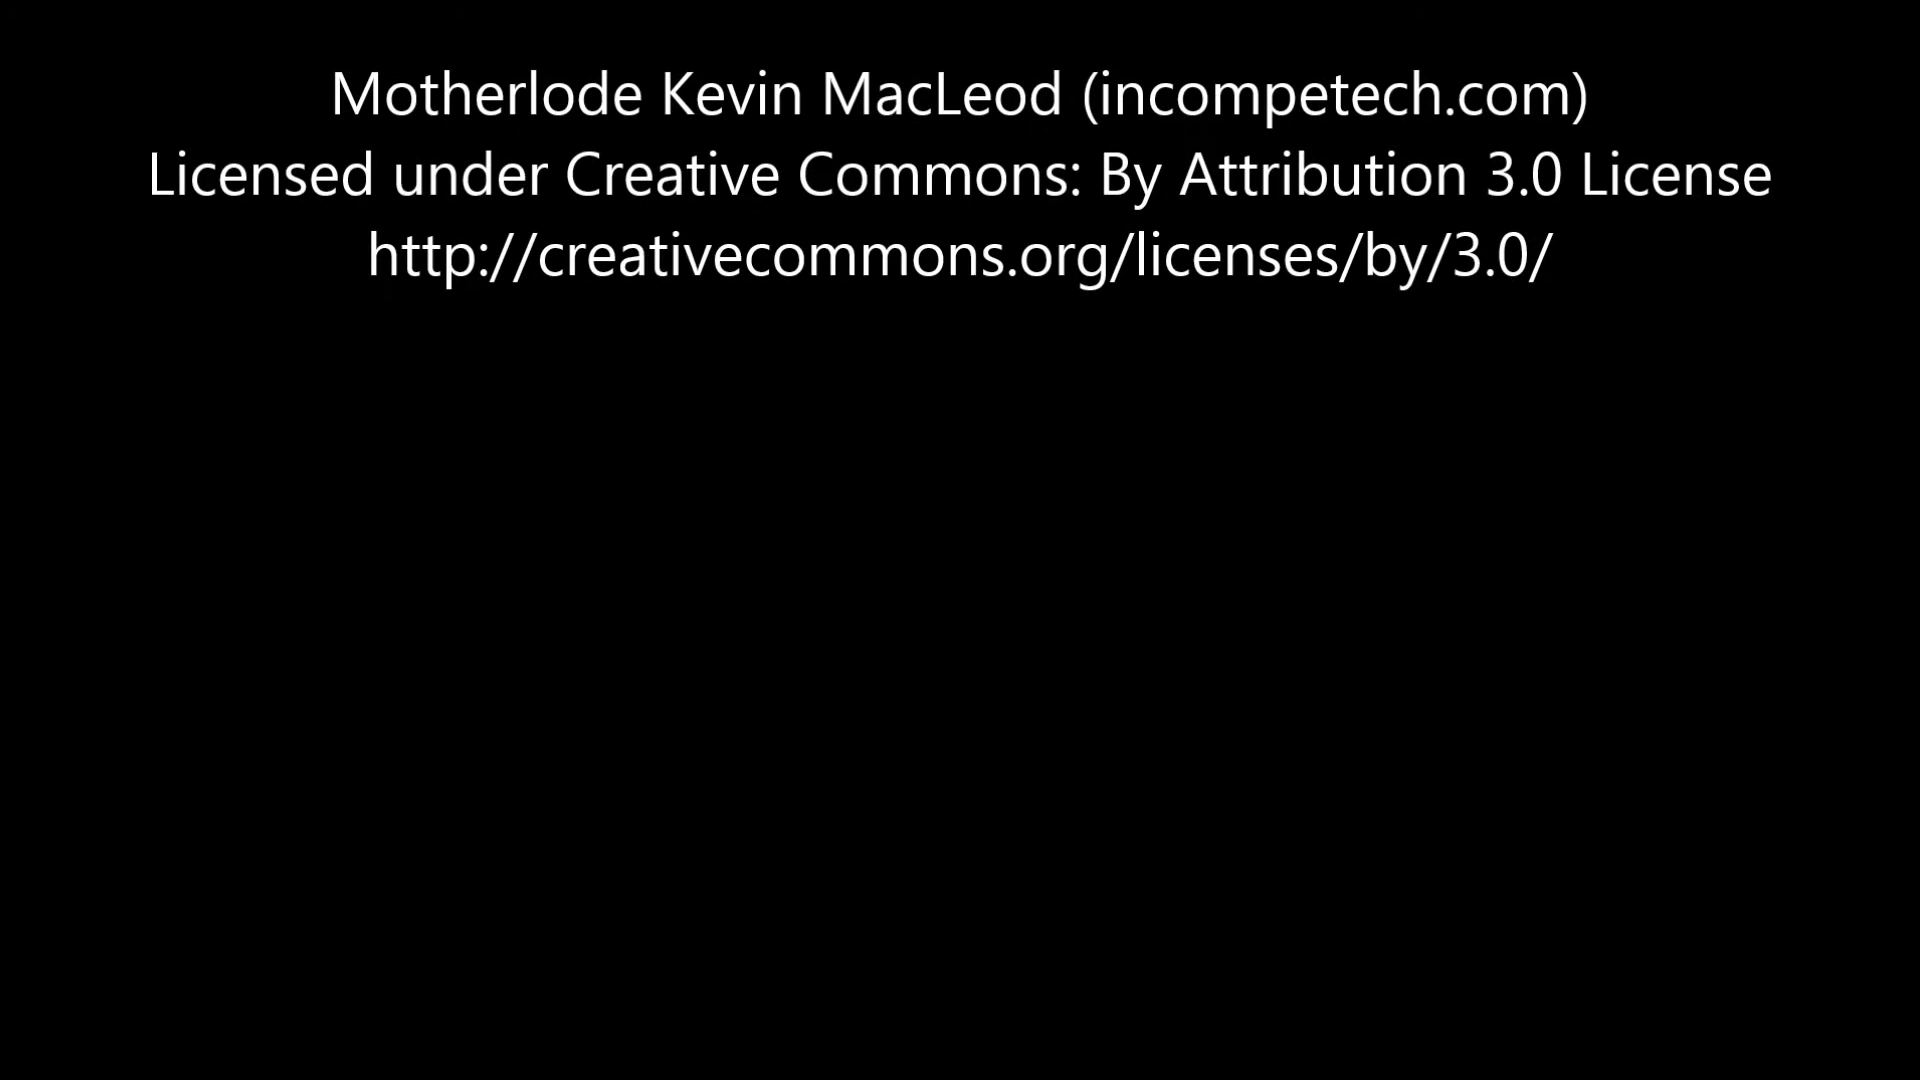 Motherlode Kevin MacLeod (incompetech.com)
Licensed under Creative Commons: By Attribution 3.0 License
http://creativecommons.org/licenses/by/3.0/